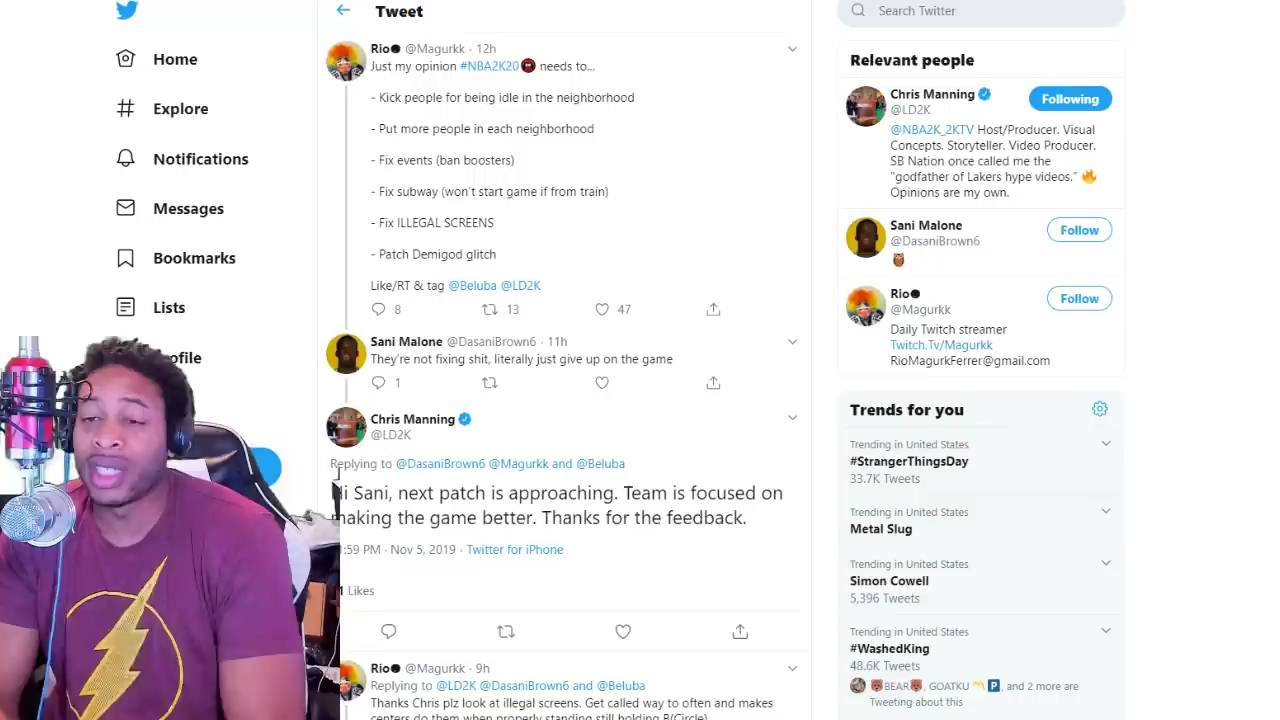 Home
Explore
Notifications
Messages
Bookmarks
Lists
ofile
Tweet
Rio @Magurkk · 12h
Just my opinion #NBA2K20 needs to...
- Kick people for being idle in the neighborhood
- Put more people in each neighborhood
- Fix events (ban boosters)
- Fix subway (won't start game if from train)
- Fix ILLEGAL SCREENS
- Patch Demigod glitch
Like/RT & tag @Beluba @LD2K
8 13 47
Sani Malone @DasaniBrown6 · 11h
They're not fixing shit, literally just give up on the game
1
Chris Manning
@LD2K
Replying to @DasaniBrown6 @Magurkk and @Beluba
Hi Sani, next patch is approaching. Team is focused on
making the game better. Thanks for the feedback.
:59 PM · Nov 5, 2019 · Twitter for iPhone
Likes
Rio @Magurkk · 9h
Replying to @LD2K @DasaniBrown6 and @Beluba
Thanks Chris plz look at illegal screens. Get called way to often and makes
centers do them when properly standing still holding B(Circle)
Search Twitter
Relevant people
Chris Manning
@LD2K
Following
@NBA2K_2KTV Host/Producer. Visual
Concepts. Storyteller. Video Producer.
SB Nation once called me the
"godfather of Lakers hype videos."
Opinions are my own.
Sani Malone
@DasaniBrown6
Follow
Rio
@Magurkk
Follow
Daily Twitch streamer
Twitch.Tv/Magurkk
RioMagurkFerrer@gmail.com
Trends for you
Trending in United States
#StrangerThingsDay
33.7K Tweets
Trending in United States
Metal Slug
Trending in United States
Simon Cowell
5,396 Tweets
Trending in United States
#WashedKing
48.6K Tweets
BEAR, GOATKU P, and 2 more are
Tweeting about this